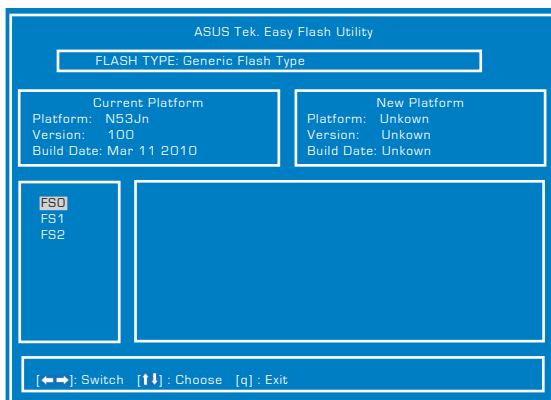 ASUS Tek. Easy Flash Utility
FLASH TYPE: Generic Flash Type
Current Platform
Platform: N53Jn
Version: 100
Build Date: Mar 11 2010
New Platform
Platform: Unkown
Version: Unkown
Build Date: Unkown
FS0
FS1
FS2
[←→]: Switch [↑↓] : Choose [q] : Exit